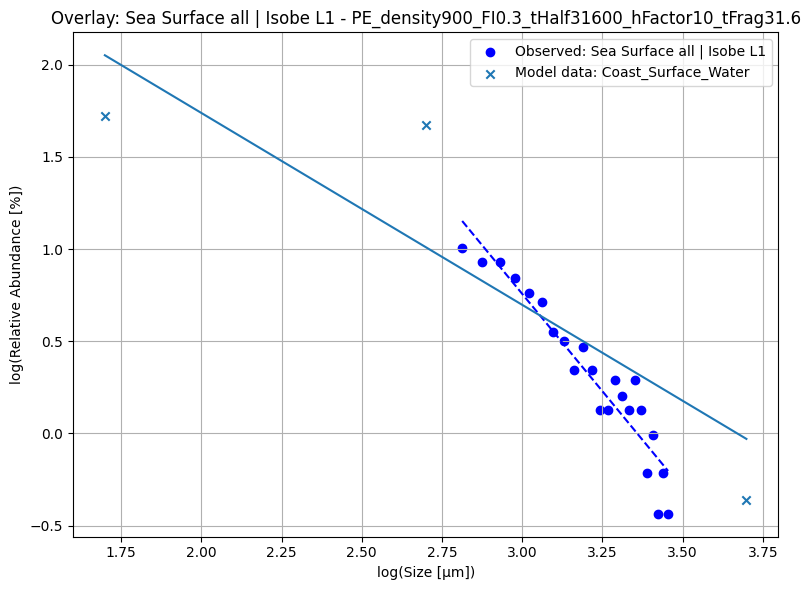 Overlay: Sea Surface all | Isobe L1 - PE_density900_FI0.3_tHalf31600_hFactor10_tFrag31.6
Observed: Sea Surface all | Isobe L1
Model data: Coast_Surface_Water
log(Relative Abundance [%])
2.0
1.5
1.0
0.5
0.0
−0.5
1.75 2.00 2.25 2.50 2.75 3.00 3.25 3.50 3.75
log(Size [µm])